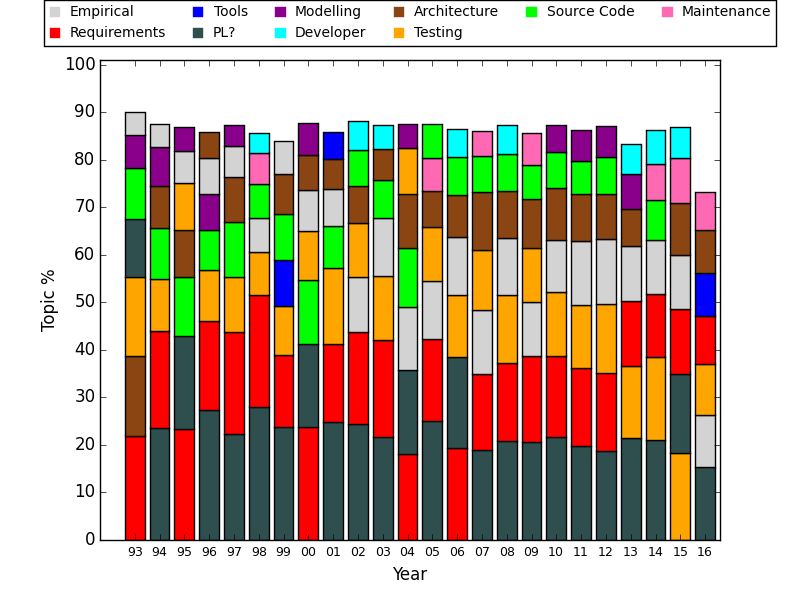 Empirical Tools Modelling Architecture Source Code Maintenance
Requirements PL? Developer Testing
100
90
80
70
60
50
40
30
20
10
0
Topic %
93 94 95 96 97 98 99 00 01 02 03 04 05 06 07 08 09 10 11 12 13 14 15 16
Year